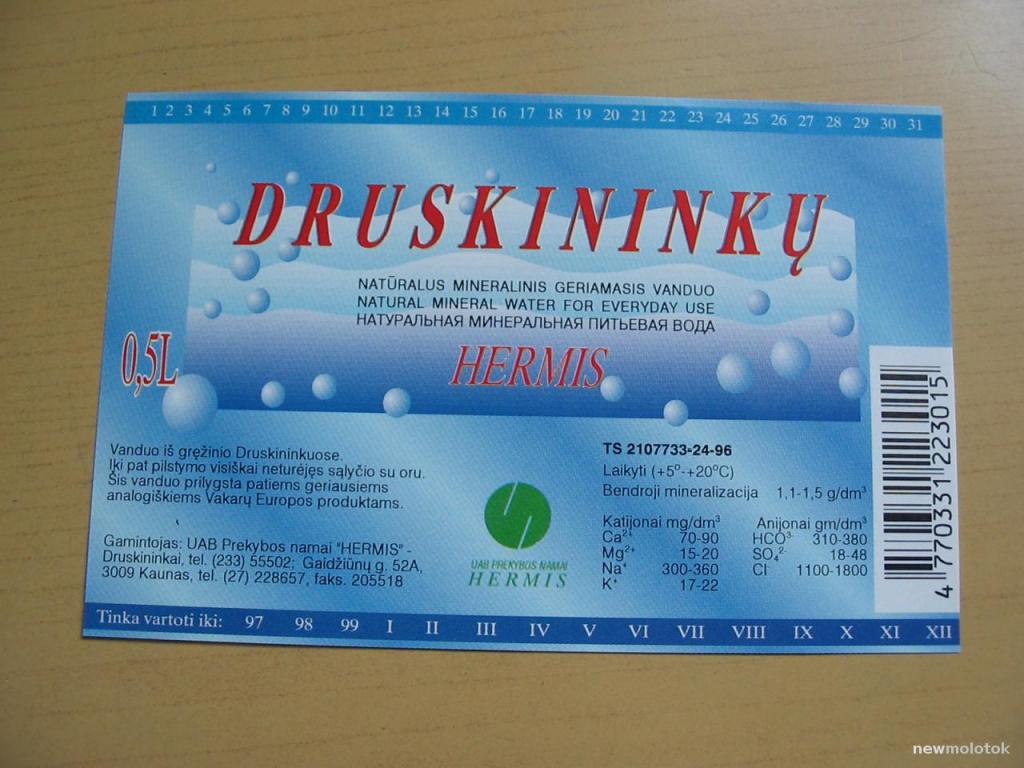 1 2 3 4 5 6 7 8 9 10 11 12 13 14 15 16 17 18 19 20 21 22 23 24 25 26 27 28 29 30 31
DRUSKININKŲ
NATŪRALUS MINERALINIS GERIAMASIS VANDUO
NATURAL MINERAL WATER FOR EVERYDAY USE
НАТУРАЛЬНАЯ МИНЕРАЛЬНАЯ ПИТЬЕВАЯ ВОДА
0,5L
HERMIS
Vanduo iš gręžinio Druskininkuose.
Iki pat pilstymo visiškai neturėjęs sąlyčio su oru.
Šis vanduo prilygsta patiems geriausiems
analogiškiems Vakarų Europos produktams.
Gamintojas: UAB Prekybos namai "HERMIS" -
Druskininkai, tel. (233) 55502; Gaidžiūnų g. 52A,
3009 Kaunas, tel. (27) 228657, faks. 205518
UAB PREKYBOS NAMAI
HERMIS
TS 2107733-24-96
Laikyti (+5º-+20ºC)
Bendroji mineralizacija 1,1-1,5 g/dm³
Katijonai mg/dm³ Anijonai gm/dm³
Ca²⁺ 70-90 HCO³⁻ 310-380
Mg²⁺ 15-20 SO₄²⁻ 18-48
Na⁺ 300-360 Cl⁻ 1100-1800
K⁺ 17-22
4 770331 223015
Tinka vartoti iki: 97 98 99 I II III IV V VI VII VIII IX X XI XII
newmolotok